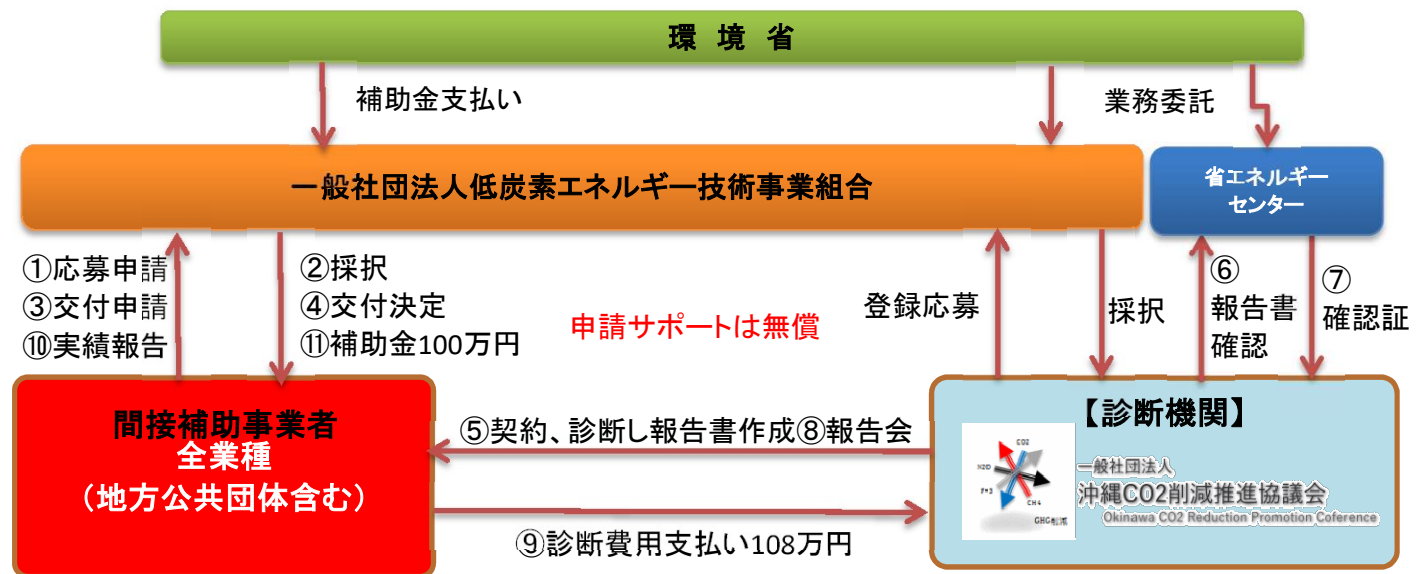 環 境 省
補助金支払い
業務委託
一般社団法人低炭素エネルギー技術事業組合
省エネルギー
センター
①応募申請
③交付申請
⑩実績報告
②採択
④交付決定
⑪補助金100万円
申請サポートは無償
登録応募
採択
⑥
報告書
確認
⑦
確認証
間接補助事業者
全業種
（地方公共団体含む）
⑤契約、診断し報告書作成⑧報告会
⑨診断費用支払い108万円
【診断機関】
CO2
N2O
F=3
CH4
GHG削減
一般社団法人
沖縄CO2削減推進協議会
Okinawa CO2 Reduction Promotion Coference